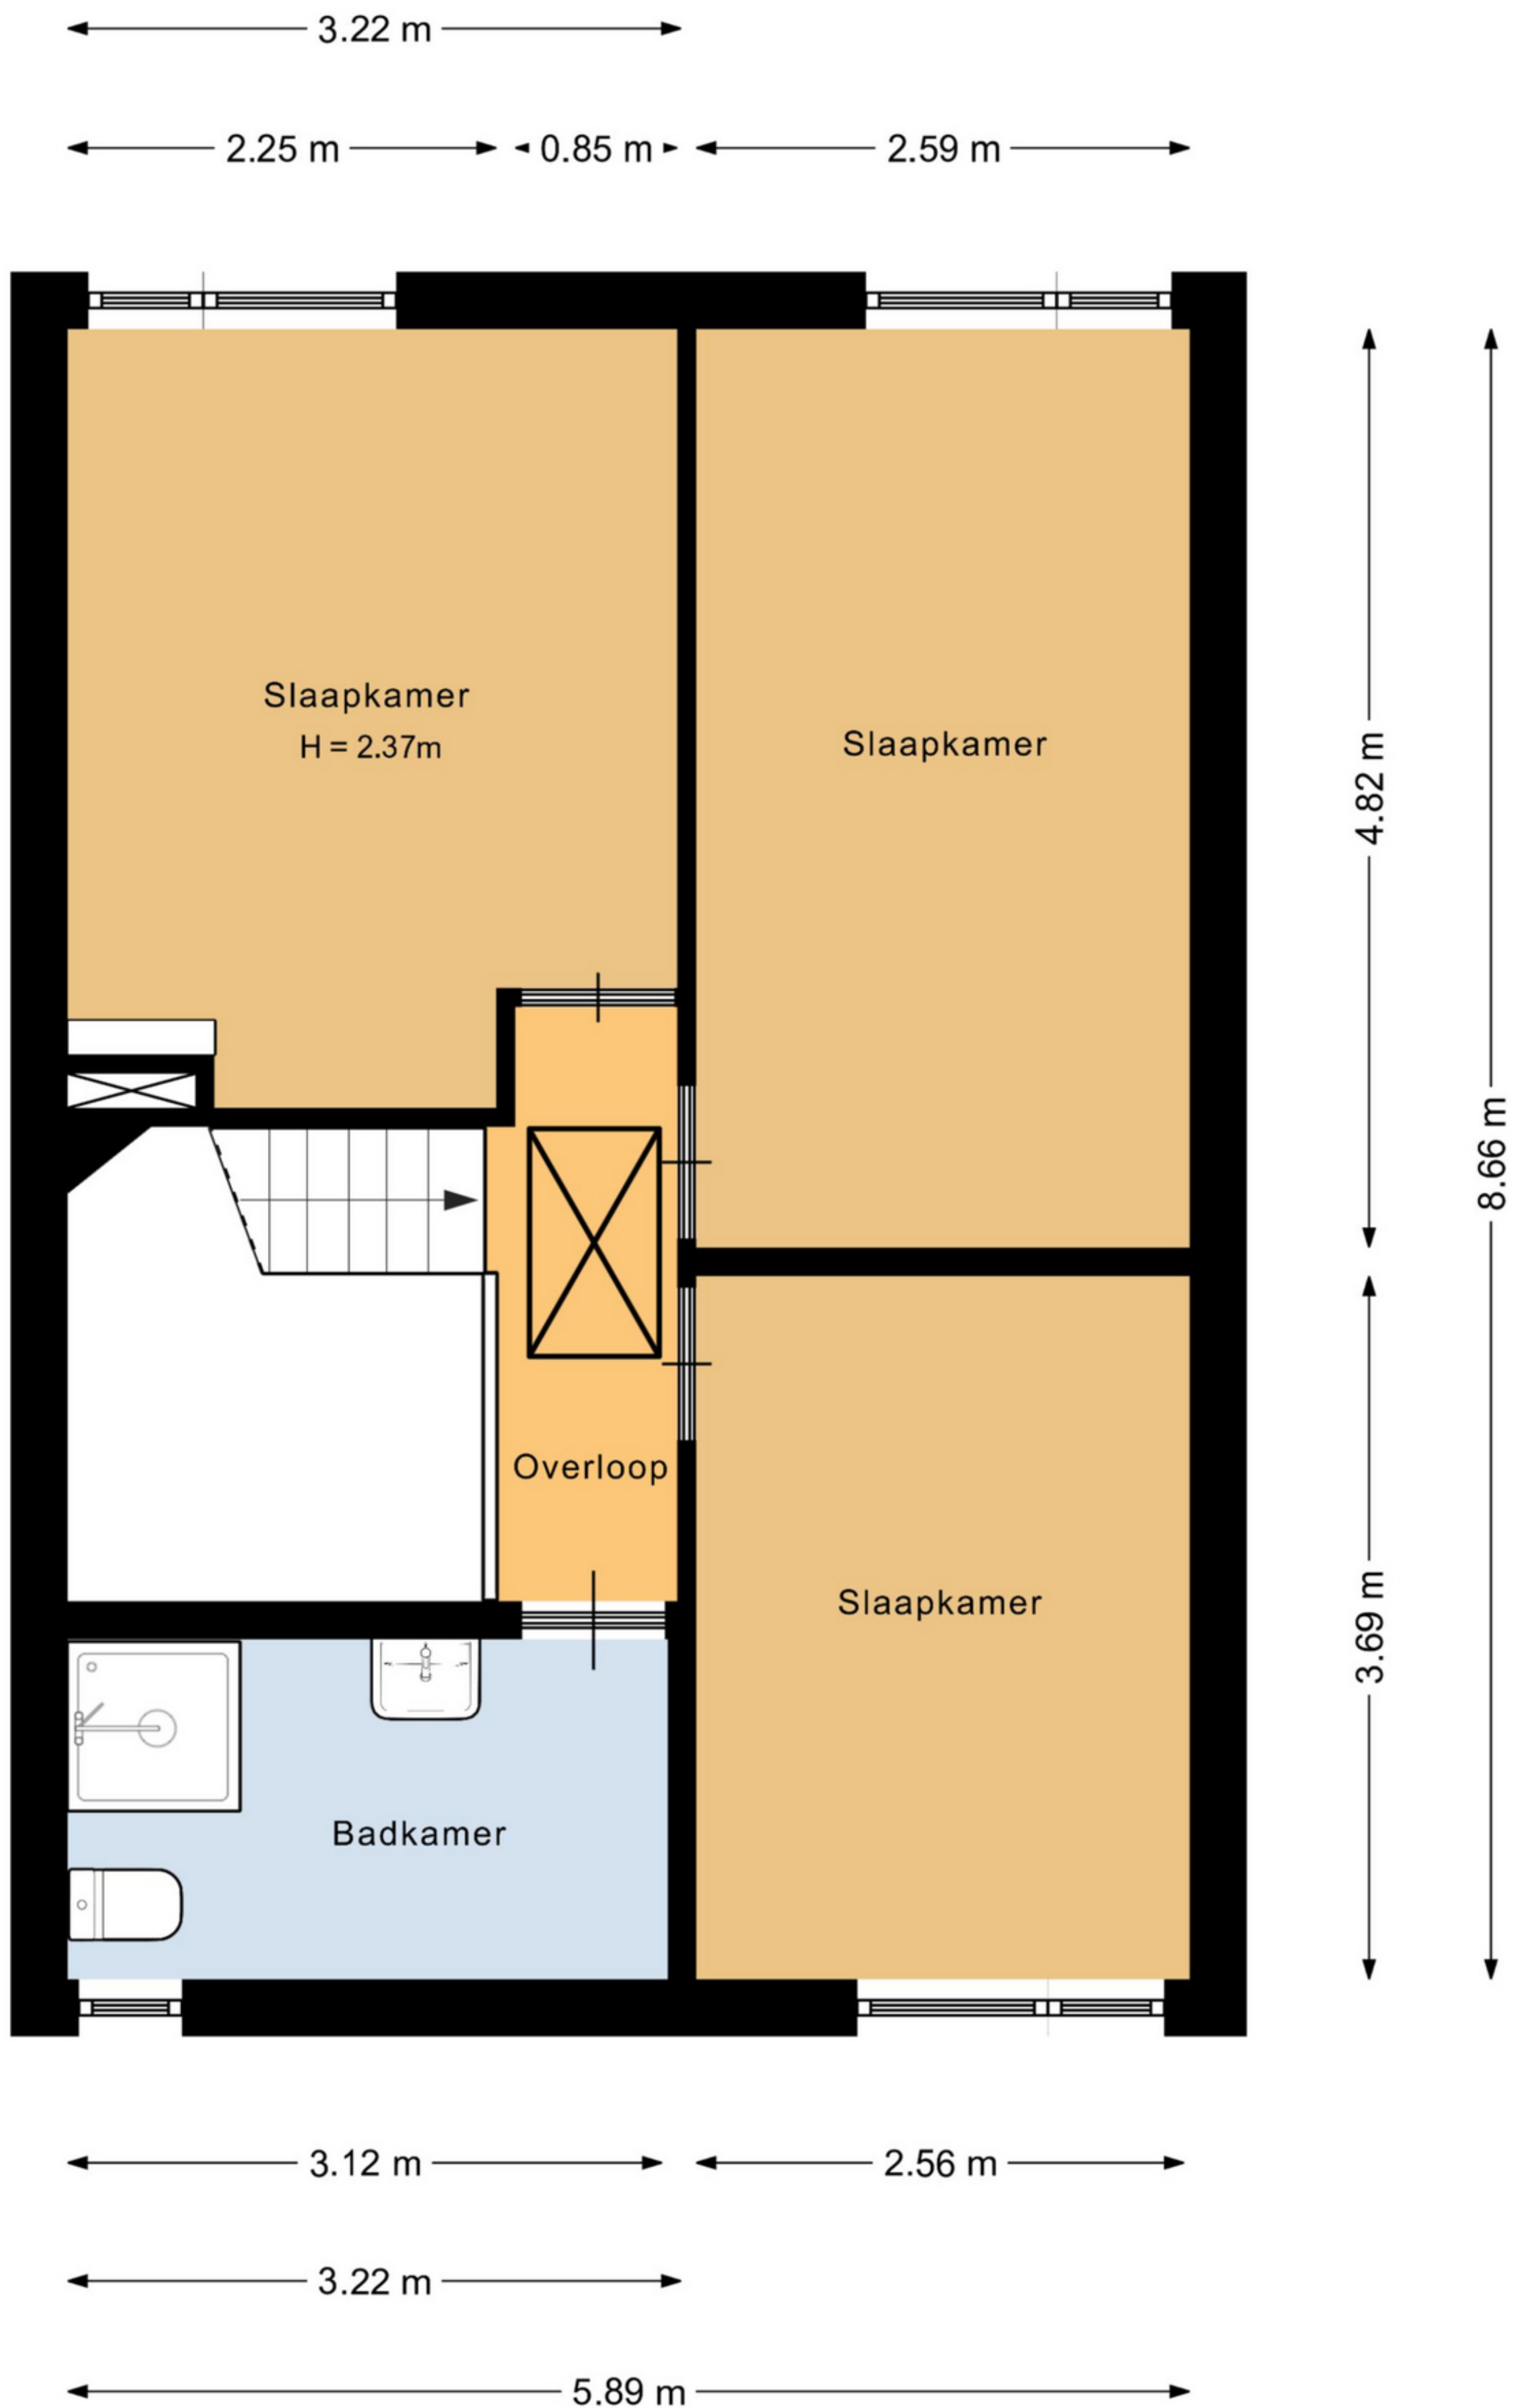 3.22 m
2.25 m
0.85 m
2.59 m
Slaapkamer
H = 2.37m
Slaapkamer
4.82 m
8.66 m
Overloop
Slaapkamer
3.69 m
Badkamer
3.12 m
2.56 m
3.22 m
5.89 m